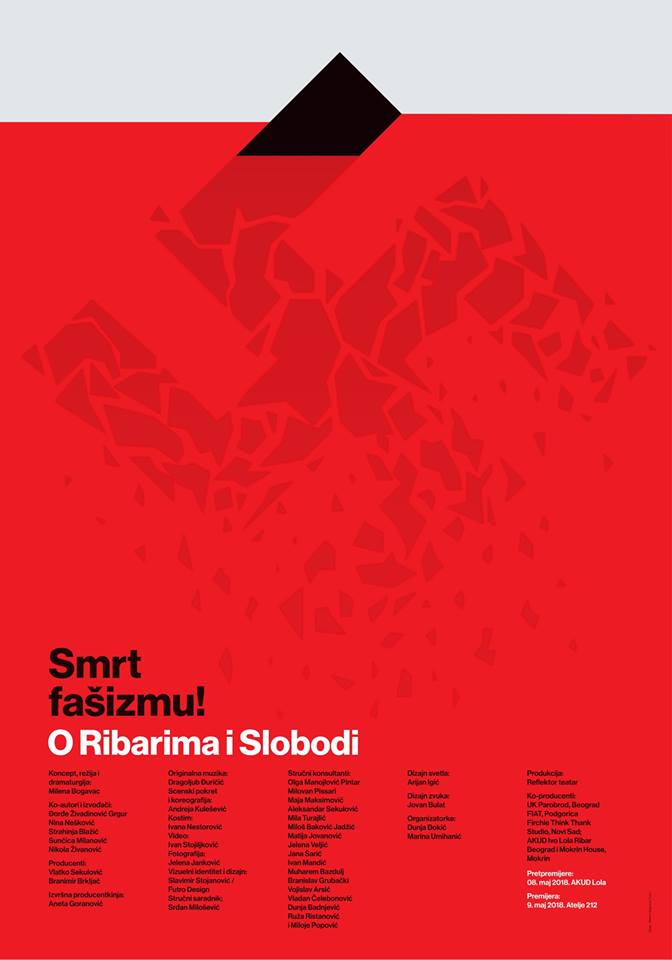 Smrt
fašizmu!
O Ribarima i Slobodi
Koncept, režija i
dramaturgija:
Milena Bogavac
Ko-autori i izvođači:
Đorđe Živadinović Grgur
Nina Nešković
Strahinja Blažić
Sunčica Milanović
Nikola Živanović
Producenti:
Vlatko Sekulović
Branimir Brkljač
Izvršna producentkinja:
Aneta Goranović
Originalna muzika:
Dragoljub Đuričić
Scenski pokret
i koreografija:
Andreja Kulešević
Kostim:
Ivana Nestorović
Video:
Ivan Stojiljković
Fotografija:
Jelena Janković
Vizuelni identitet i dizajn:
Slavimir Stojanović /
Futro Design
Stručni saradnik:
Srđan Milošević
Stručni konsultanti:
Olga Manojlović Pintar
Milovan Pissari
Maja Maksimović
Aleksandar Sekulović
Mila Turajlić
Miloš Baković Jadžić
Matija Jovanović
Jelena Veljić
Jana Šarić
Ivan Mandić
Muharem Bazdulj
Branislav Grubački
Vojislav Arsić
Vladan Čelebonović
Dunja Badnjević
Ruža Ristanović
i Miloje Popović
Dizajn svetla:
Arijan Igić
Dizajn zvuka:
Jovan Bulat
Organizatorke:
Dunja Đokić
Marina Umihanić
Produkcija:
Reflektor teatar
Ko-producenti:
UK Parobrod, Beograd
FIAT, Podgorica
Firchie Think Thank
Studio, Novi Sad;
AKUD Ivo Lola Ribar
Beograd i Mokrin House,
Mokrin
Pretpremijere:
08. maj 2018. AKUD Lola
Premijera:
9. maj 2018. Atelje 212